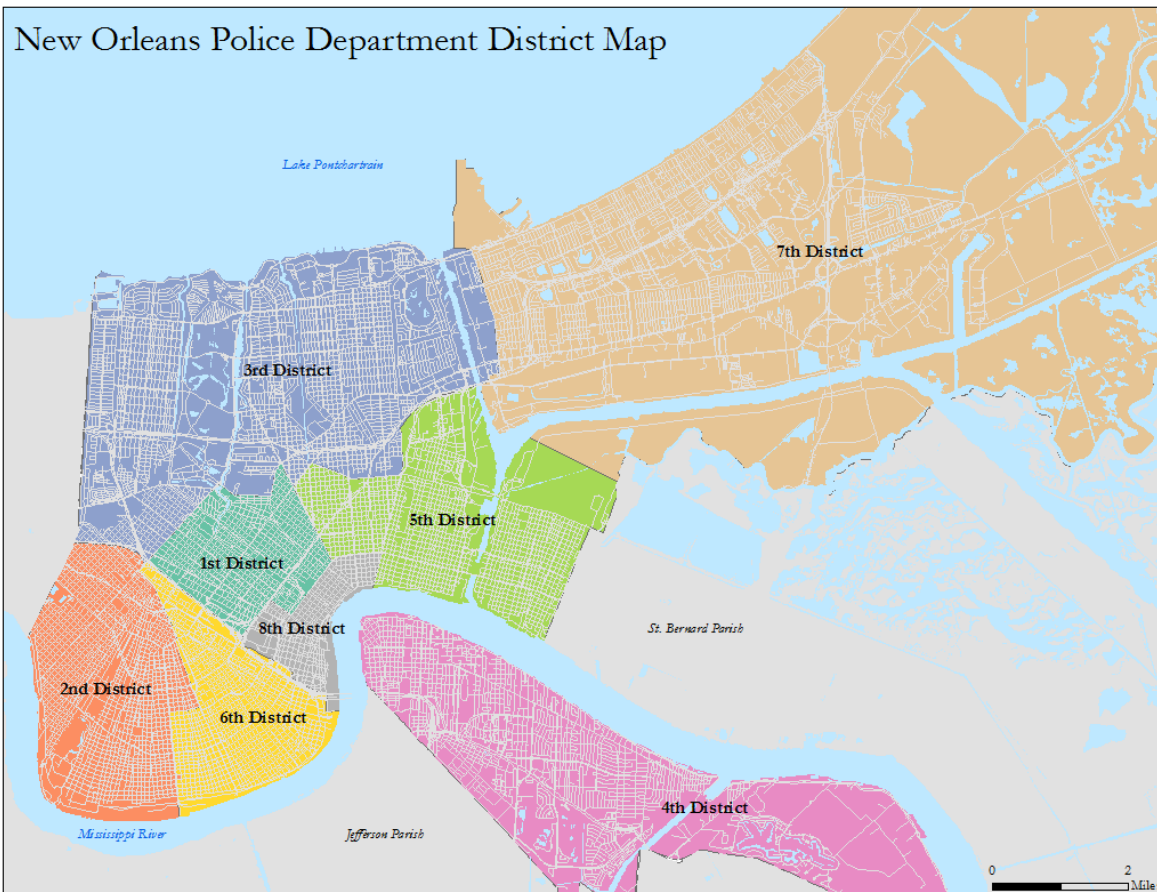 New Orleans Police Department District Map
Lake Pontchartrain
7th District
3rd District
5th District
1st District
8th District
St. Bernard Parish
2nd District
6th District
4th District
Mississippi River
Jefferson Parish
0 2
Mile